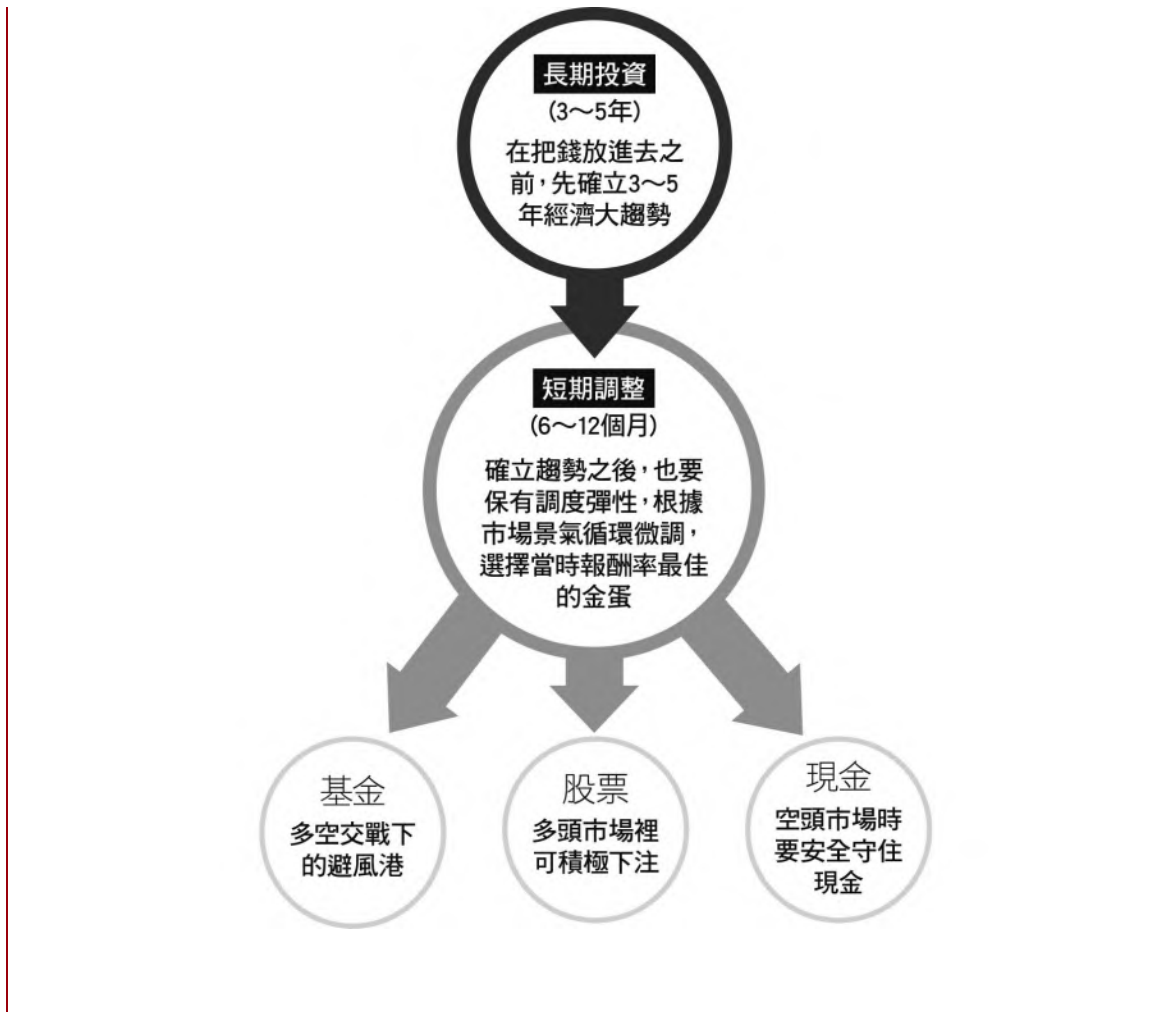 長期投資
(3～5年)
在把錢放進去之
前，先確立3～5
年經濟大趨勢
短期調整
(6～12個月)
確立趨勢之後，也要
保有調度彈性，根據
市場景氣循環微調，
選擇當時報酬率最佳
的金蛋
基金
多空交戰下
的避風港
股票
多頭市場裡
可積極下注
現金
空頭市場時
要安全守住
現金